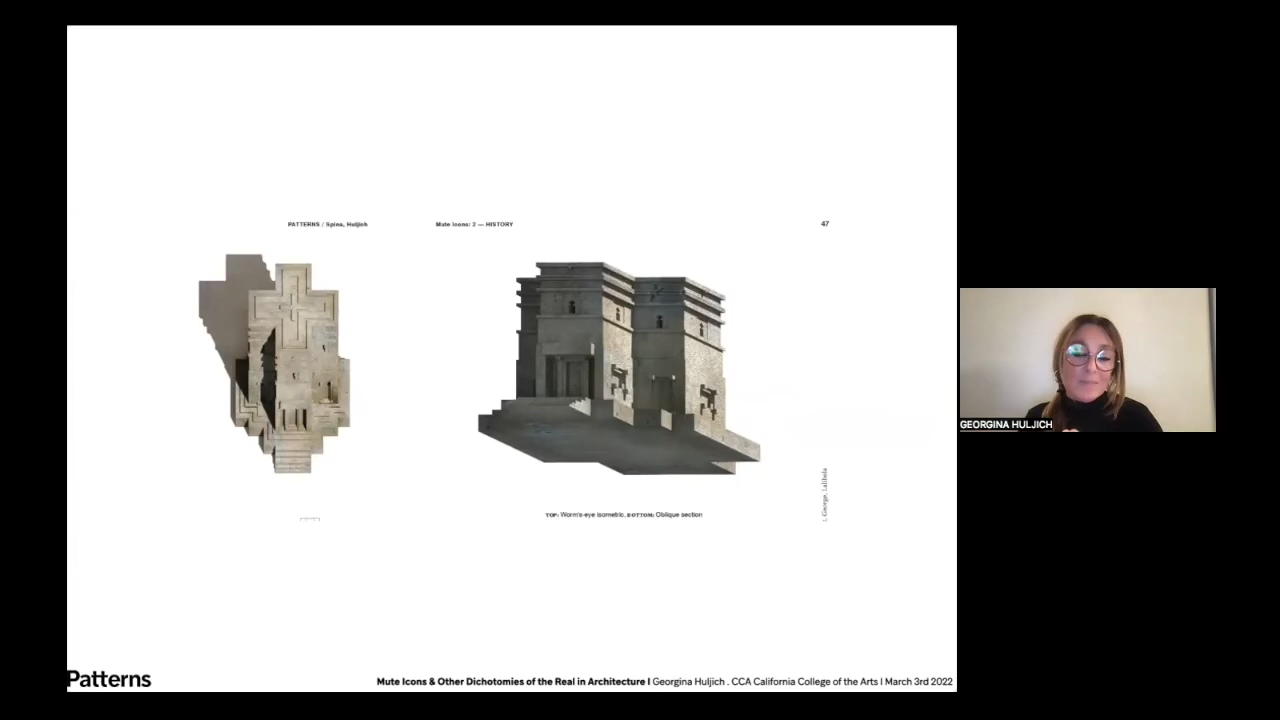 PATTERNS / Spina, Huljich
Mute Icons: 2 — HISTORY
47
GEORGINA HULJICH
George, Lalibela
TOP: Worm's-eye isometric, BOTTOM: Oblique section
Patterns
Mute Icons & Other Dichotomies of the Real in Architecture | Georgina Huljich . CCA California College of the Arts | March 3rd 2022